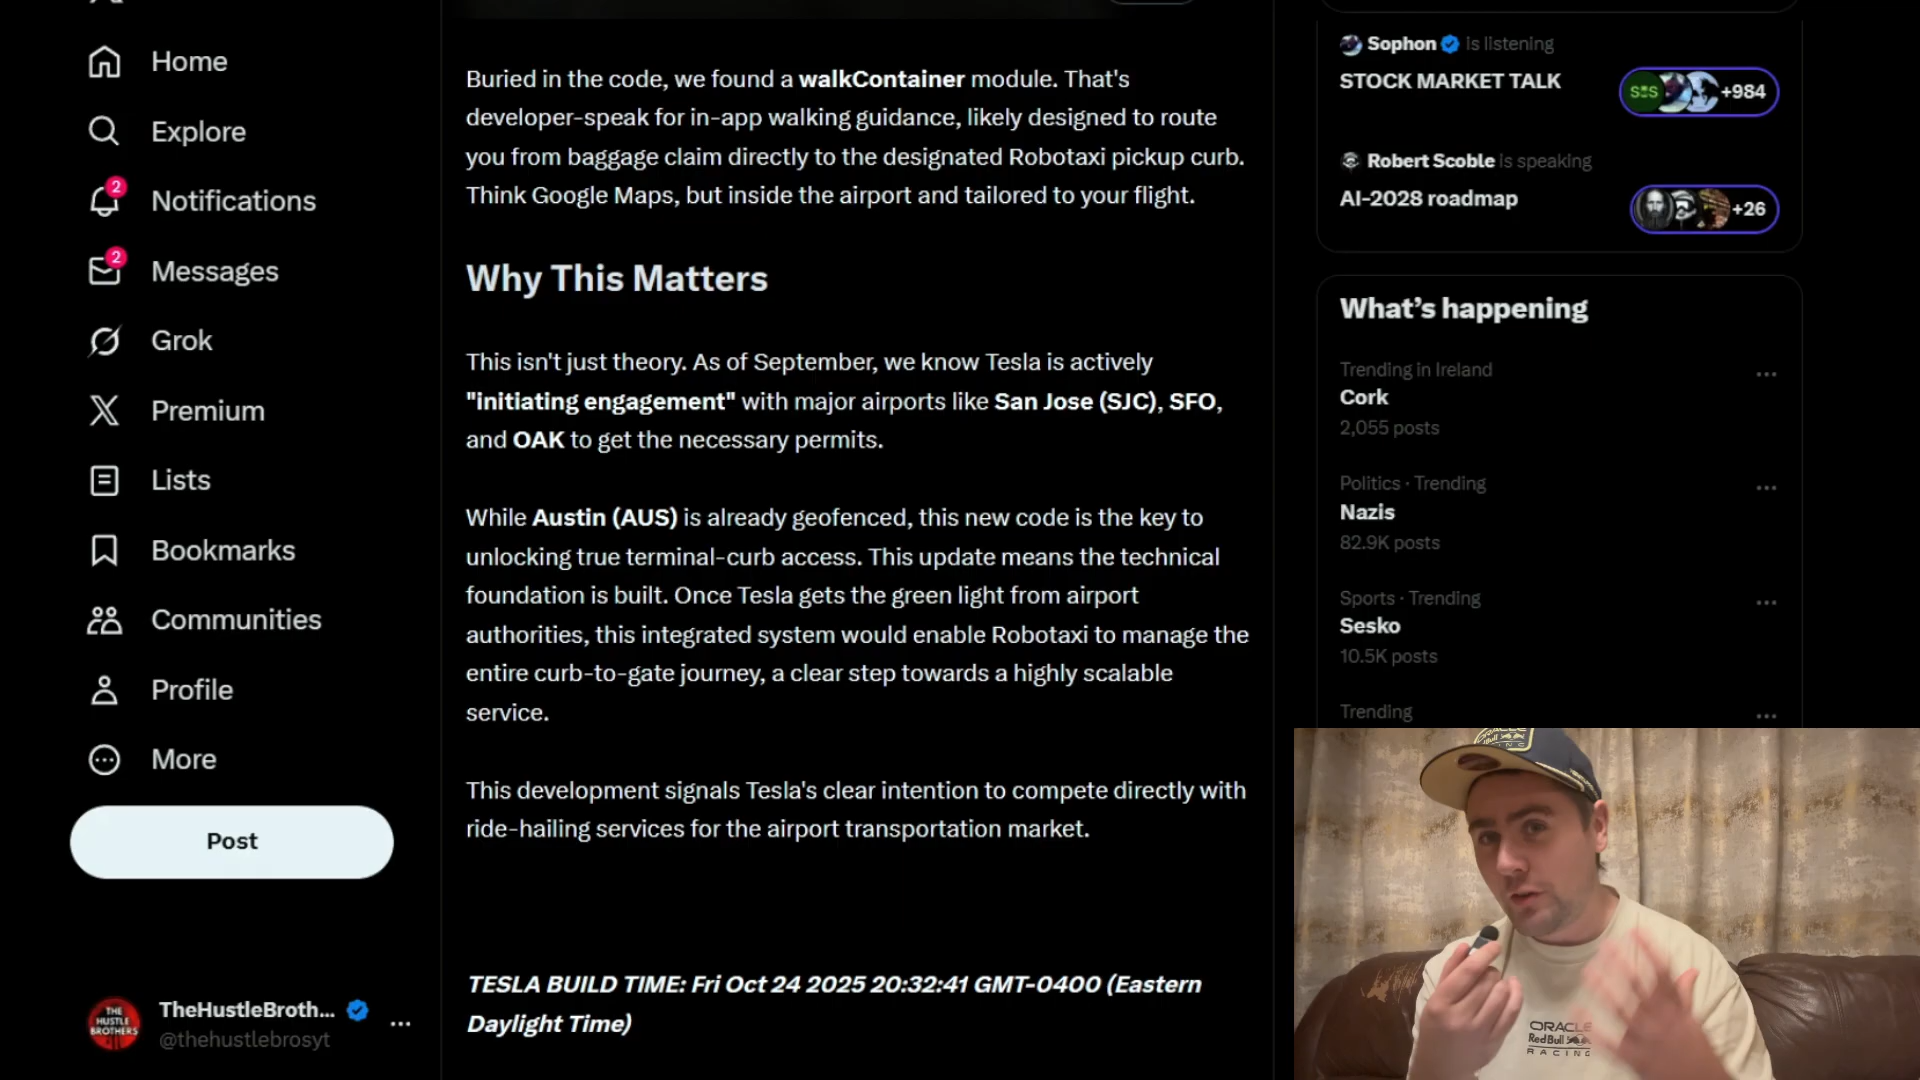 Home
Explore
2
Notifications
2
Messages
Grok
Premium
Lists
Bookmarks
Communities
Profile
More
Post
THE
HUSTLE
BROTHERS
TheHustleBroth...
@thehustlebrosyt
Buried in the code, we found a walkContainer module. That's
developer-speak for in-app walking guidance, likely designed to route
you from baggage claim directly to the designated Robotaxi pickup curb.
Think Google Maps, but inside the airport and tailored to your flight.
Why This Matters
This isn't just theory. As of September, we know Tesla is actively
"initiating engagement" with major airports like San Jose (SJC), SFO,
and OAK to get the necessary permits.
While Austin (AUS) is already geofenced, this new code is the key to
unlocking true terminal-curb access. This update means the technical
foundation is built. Once Tesla gets the green light from airport
authorities, this integrated system would enable Robotaxi to manage the
entire curb-to-gate journey, a clear step towards a highly scalable
service.
This development signals Tesla's clear intention to compete directly with
ride-hailing services for the airport transportation market.
TESLA BUILD TIME: Fri Oct 24 2025 20:32:41 GMT-0400 (Eastern
Daylight Time)
Sophon is listening
STOCK MARKET TALK
+984
Robert Scoble is speaking
AI-2028 roadmap
+26
What's happening
Trending in Ireland
Cork
2,055 posts
Politics · Trending
Nazis
82.9K posts
Sports · Trending
Sesko
10.5K posts
Trending
ORACLE
Red Bull
RACING